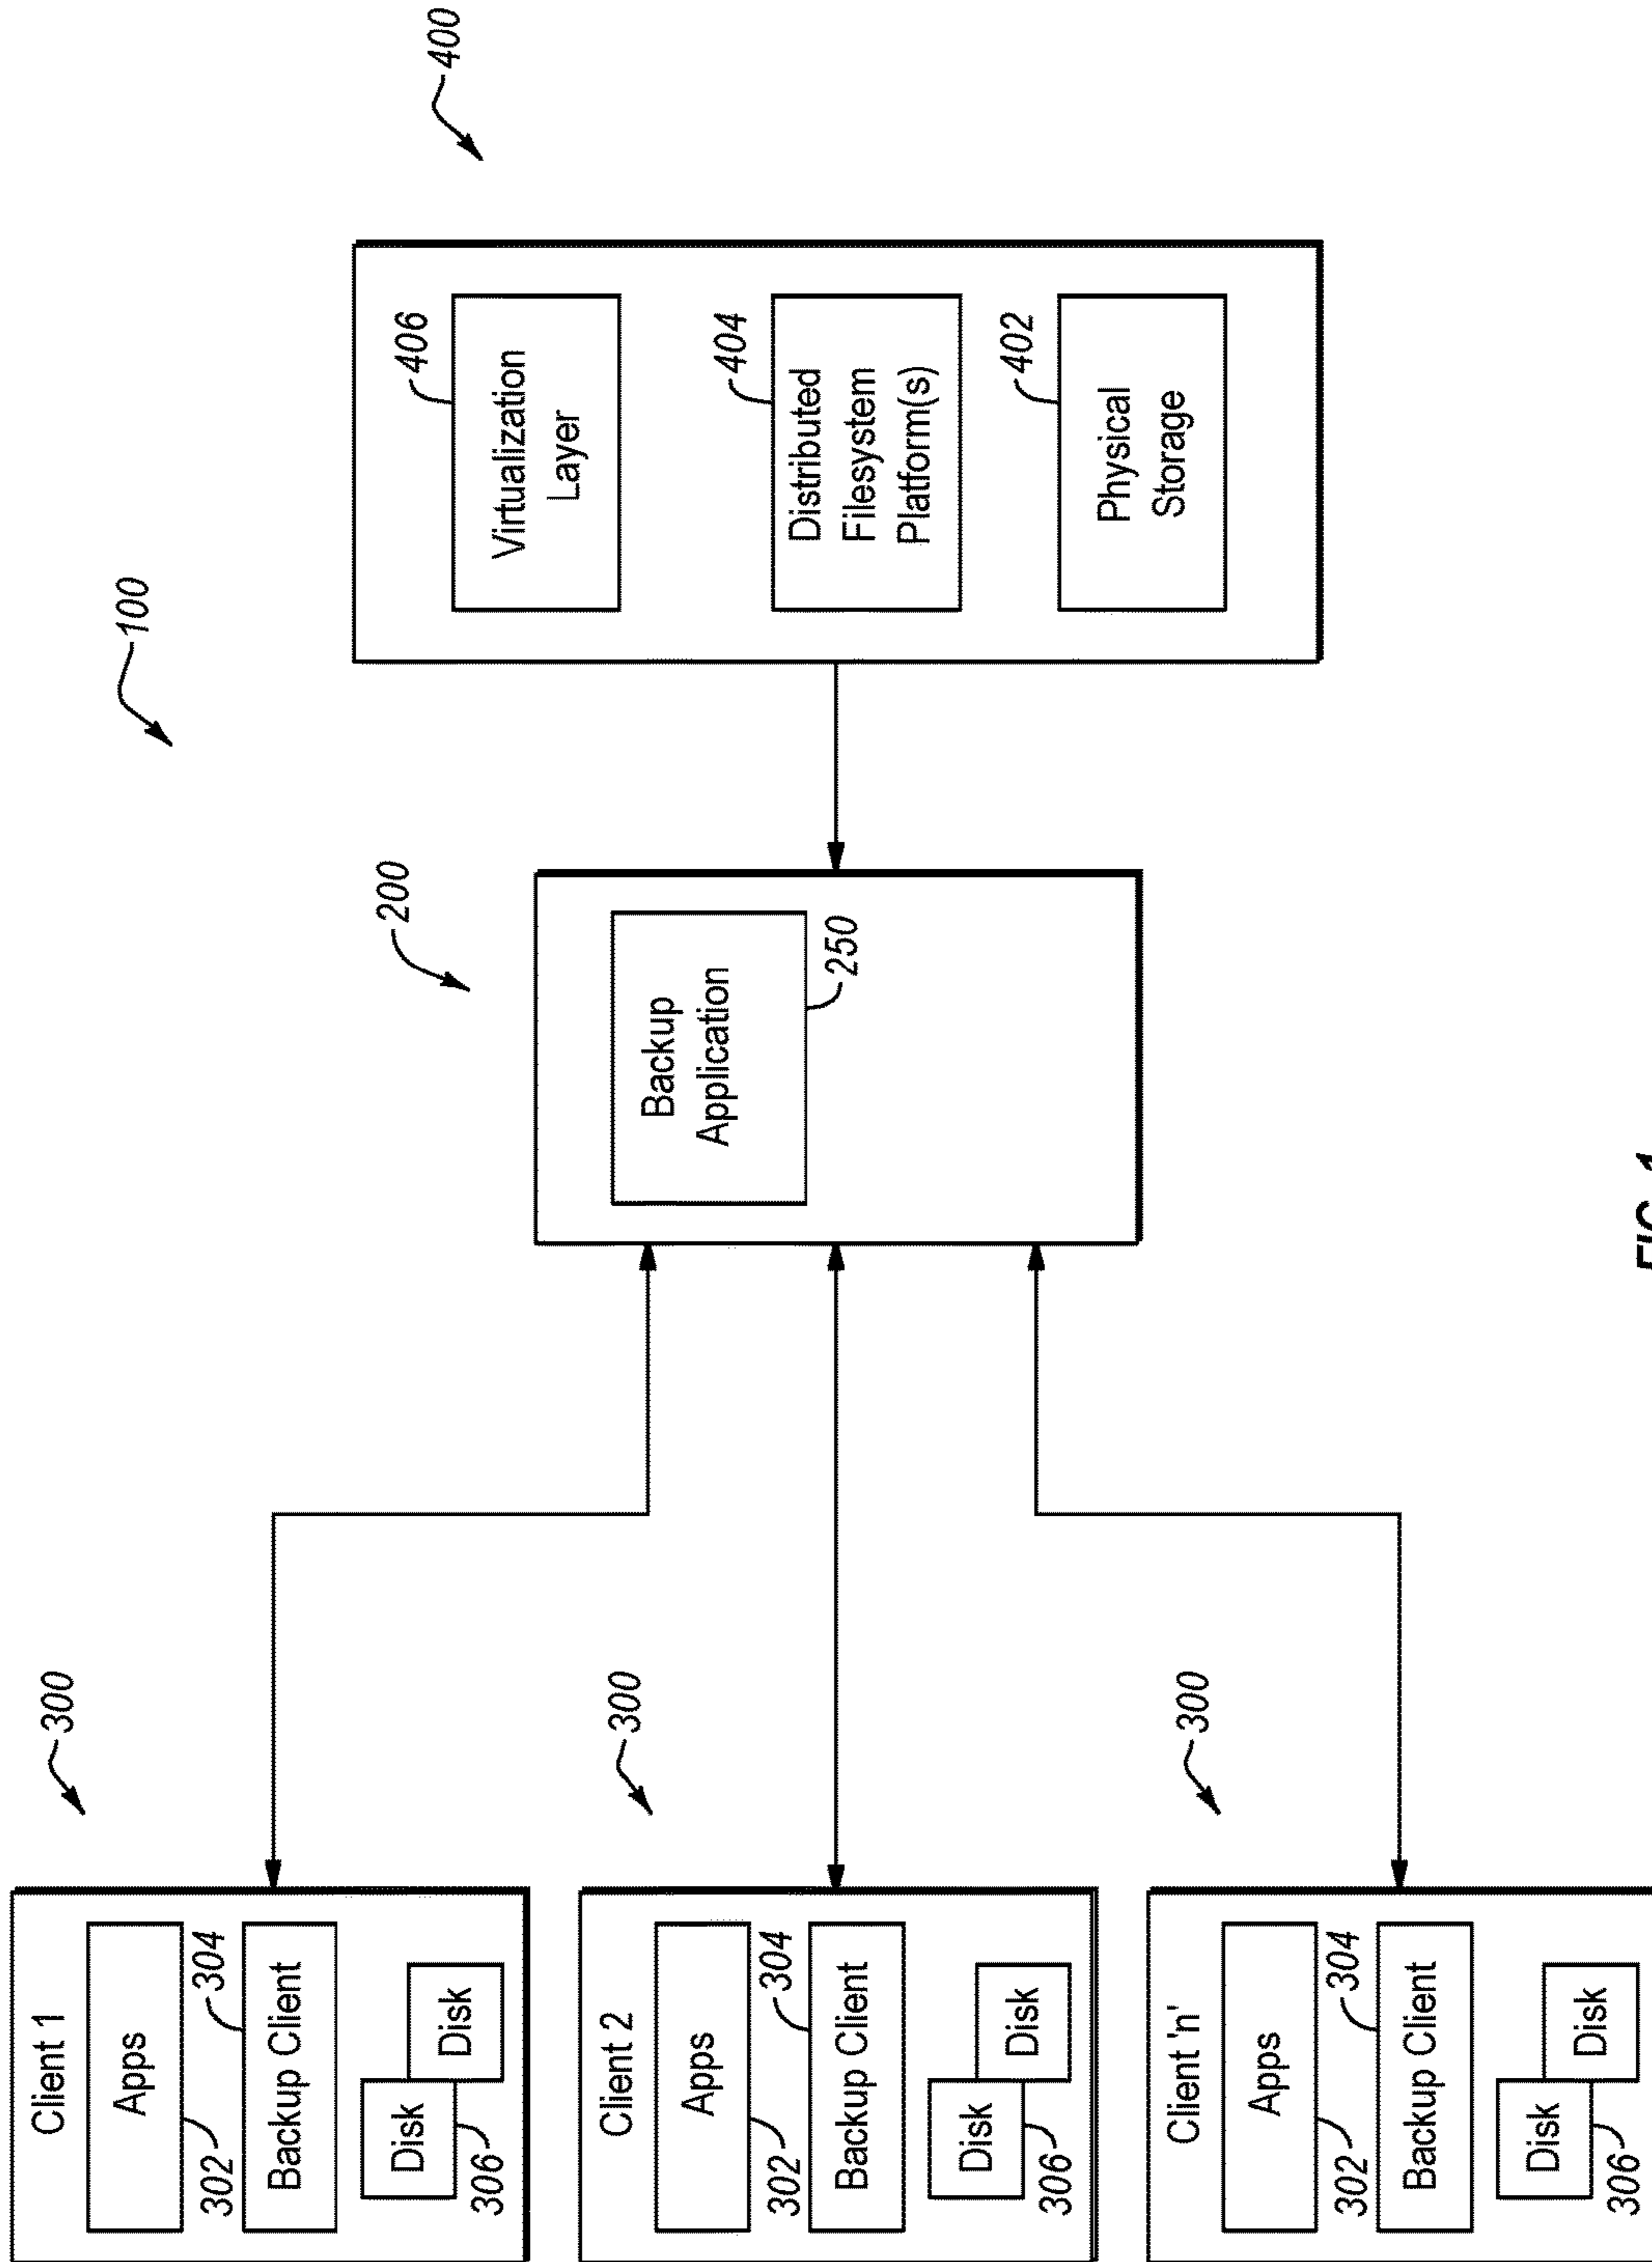 100
300
Client 1
Apps
302
304
Backup Client
Disk
Disk
306
300
Client 2
Apps
302
304
Backup Client
Disk
Disk
306
300
Client 'n'
Apps
302
304
Backup Client
Disk
Disk
306
200
Backup
Application
250
400
406
Virtualization
Layer
404
Distributed
Filesystem
Platform(s)
402
Physical
Storage
FIG. 1